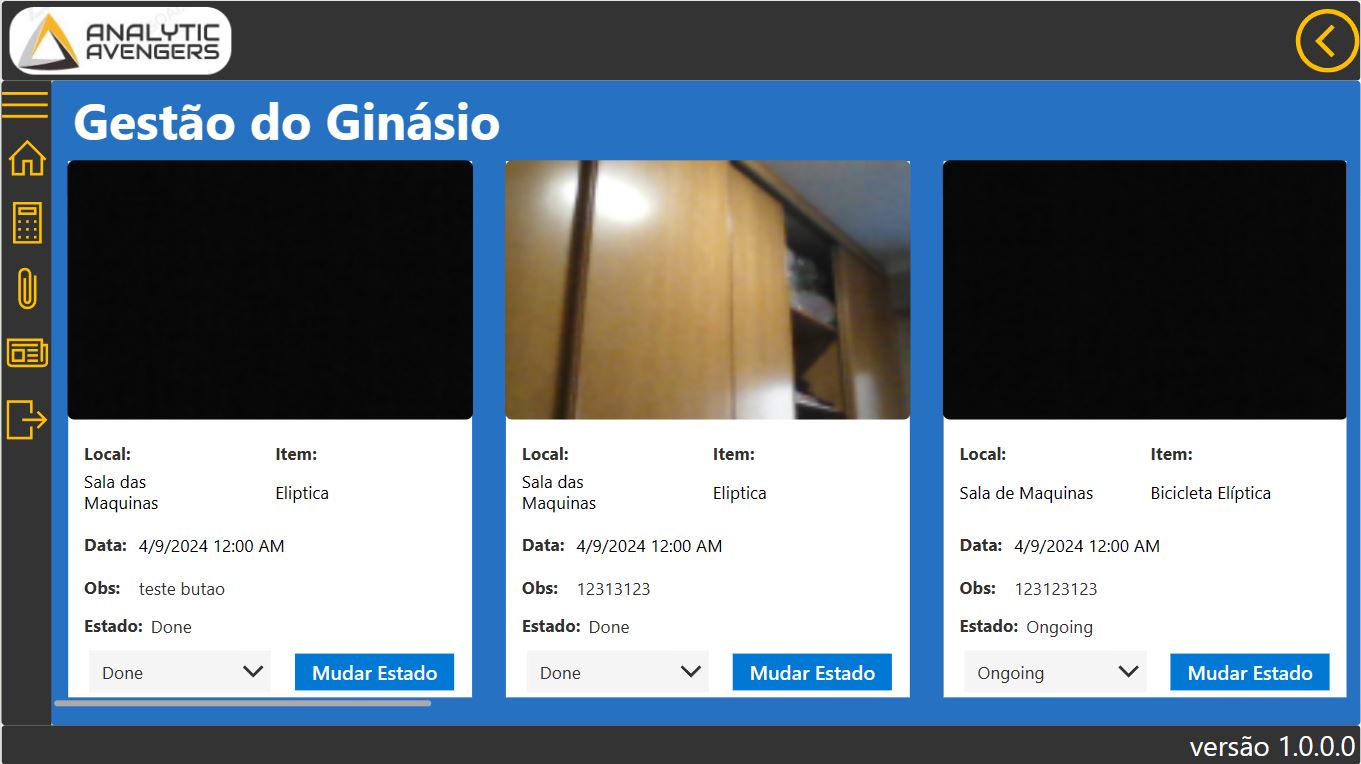 ANALYTIC
AVENGERS
Gestão do Ginásio
Local:
Item:
Sala das
Maquinas
Eliptica
Data: 4/9/2024 12:00 AM
Obs: teste butao
Estado: Done
Done
Mudar Estado
Local:
Item:
Sala das
Maquinas
Eliptica
Data: 4/9/2024 12:00 AM
Obs: 12313123
Estado: Done
Done
Mudar Estado
Local:
Item:
Sala de Maquinas
Bicicleta Elíptica
Data: 4/9/2024 12:00 AM
Obs: 123123123
Estado: Ongoing
Ongoing
Mudar Estado
versão 1.0.0.0